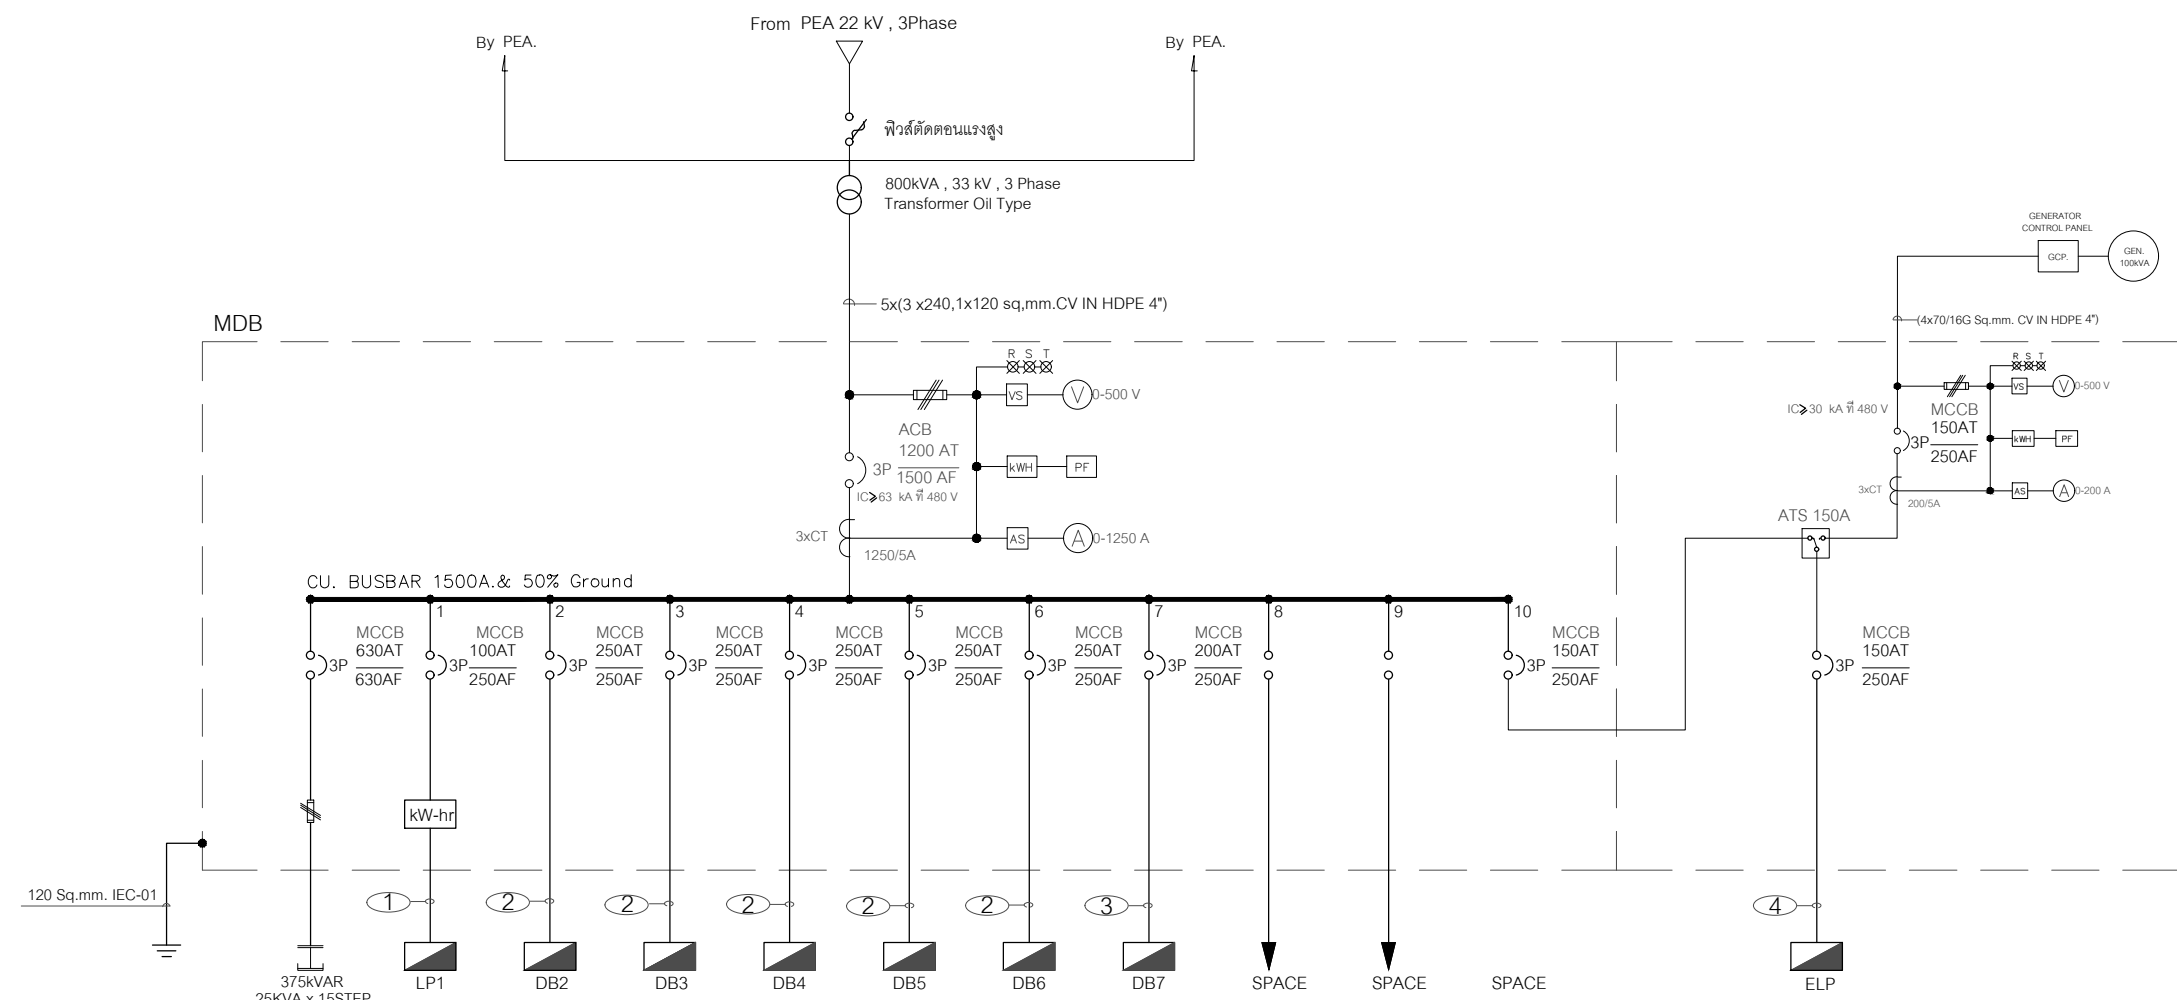 From PEA 22 kV , 3Phase
By PEA.
By PEA.
ฟิวส์ตัดตอนแรงสูง
800kVA , 33 kV , 3 Phase
Transformer Oil Type
GENERATOR
CONTROL PANEL
GCP.
GEN.
100kVA
5x(3 x240,1x120 sq,mm.CV IN HDPE 4")
(4x70/16G Sq.mm. CV IN HDPE 4")
MDB
R S T
VS
V
0-500 V
ACB
1200 AT
3P
1500 AF
IC⩾63 kA ที่ 480 V
kWH
PF
3xCT
1250/5A
AS
A
0-1250 A
R S T
VS
V
0-500 V
IC⩾30 kA ที่ 480 V
MCCB
150AT
3P
250AF
kWH
PF
3xCT
200/5A
AS
A
0-200 A
ATS 150A
CU. BUSBAR 1500A.& 50% Ground
1 2 3 4 5 6 7 8 9 10
MCCB MCCB MCCB MCCB MCCB MCCB MCCB MCCB MCCB MCCB
630AT 100AT 250AT 250AT 250AT 250AT 250AT 200AT 150AT 150AT
3P 3P 3P 3P 3P 3P 3P 3P 3P 3P
630AF 250AF 250AF 250AF 250AF 250AF 250AF 250AF 250AF 250AF
kW-hr
120 Sq.mm. IEC-01
1 2 2 2 2 2 3 4
375kVAR
25KVA x 15STEP
LP1 DB2 DB3 DB4 DB5 DB6 DB7 SPACE SPACE SPACE ELP